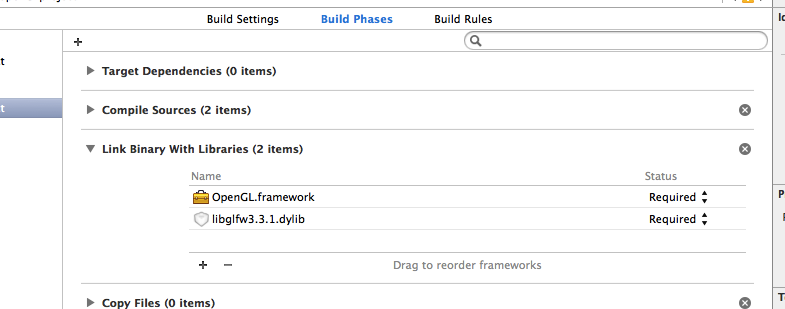 Build Settings Build Phases Build Rules
Target Dependencies (0 items)
Compile Sources (2 items)
Link Binary With Libraries (2 items)
Name Status
OpenGL.framework Required
libglfw3.3.1.dylib Required
Drag to reorder frameworks
Copy Files (0 items)